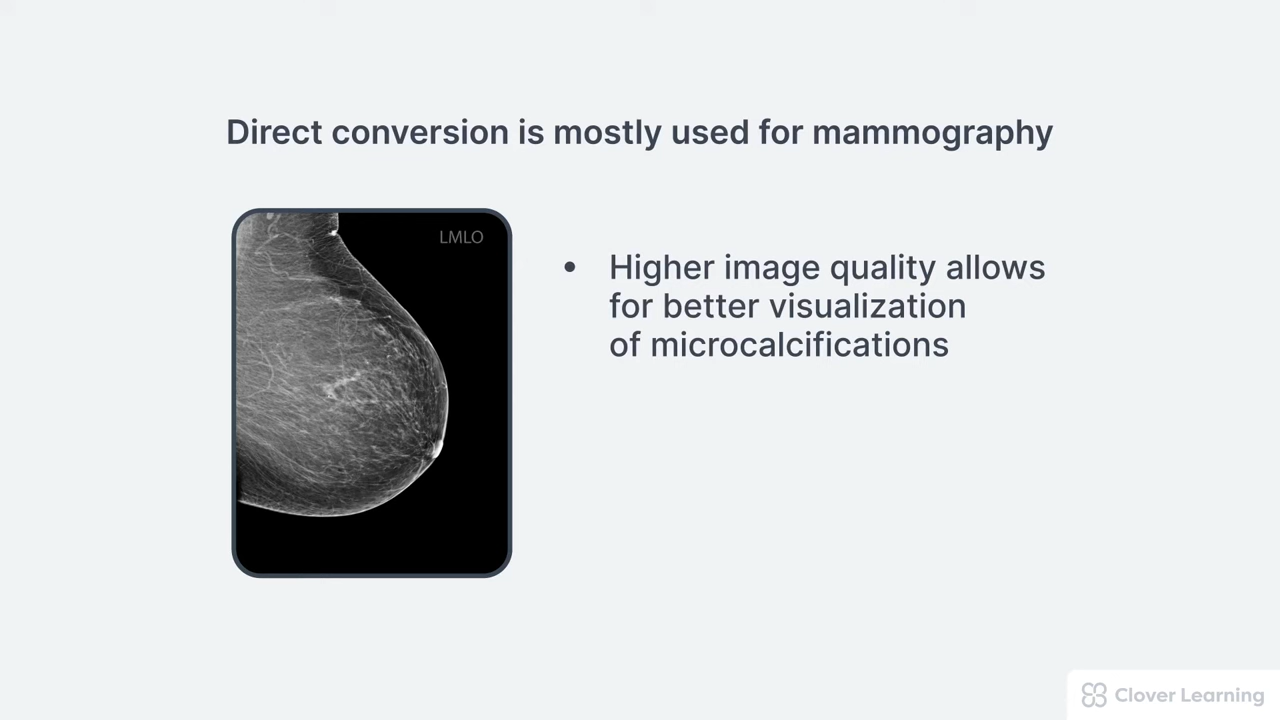 Direct conversion is mostly used for mammography
LMLO
• Higher image quality allows
for better visualization
of microcalcifications
Clover Learning